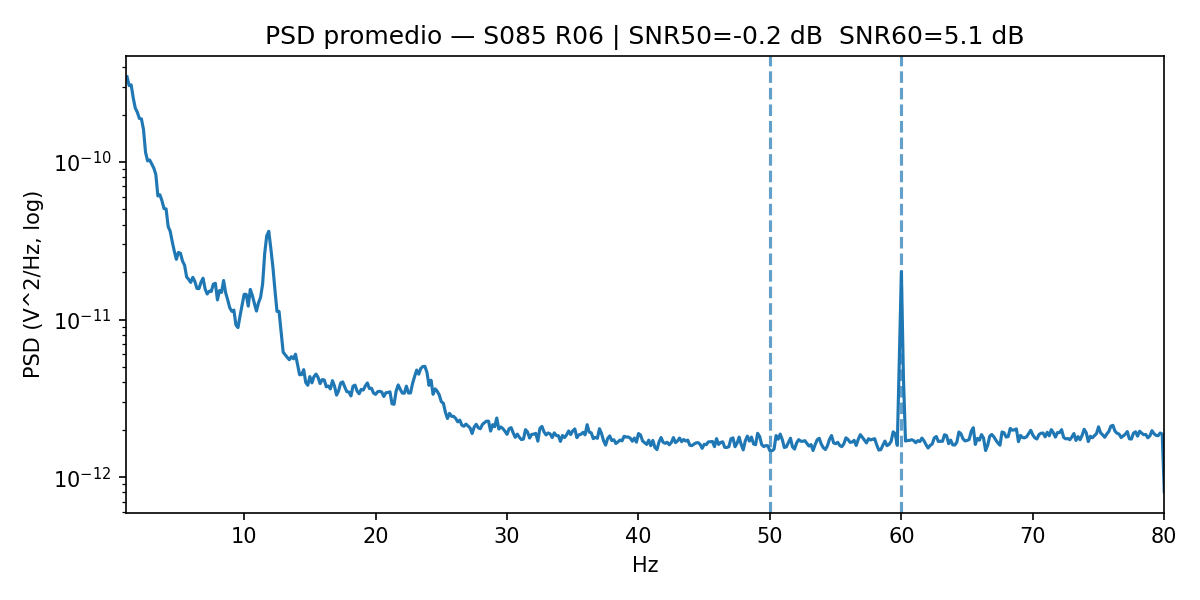 PSD promedio — S085 R06 | SNR50=-0.2 dB  SNR60=5.1 dB
PSD (V^2/Hz, log)
10⁻¹⁰
10⁻¹¹
10⁻¹²
10 20 30 40 50 60 70 80
Hz